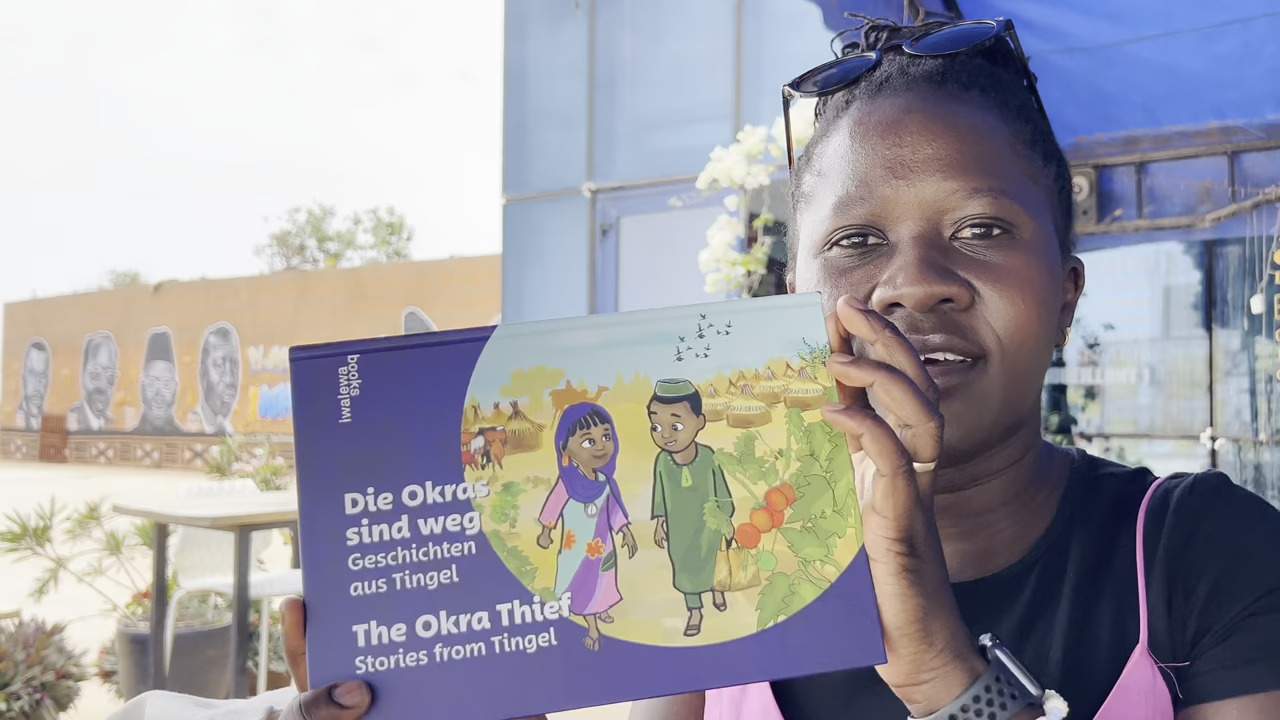 iwalewa
books
Die Okras
sind weg
Geschichten
aus Tingel
The Okra Thief
Stories from Tingel